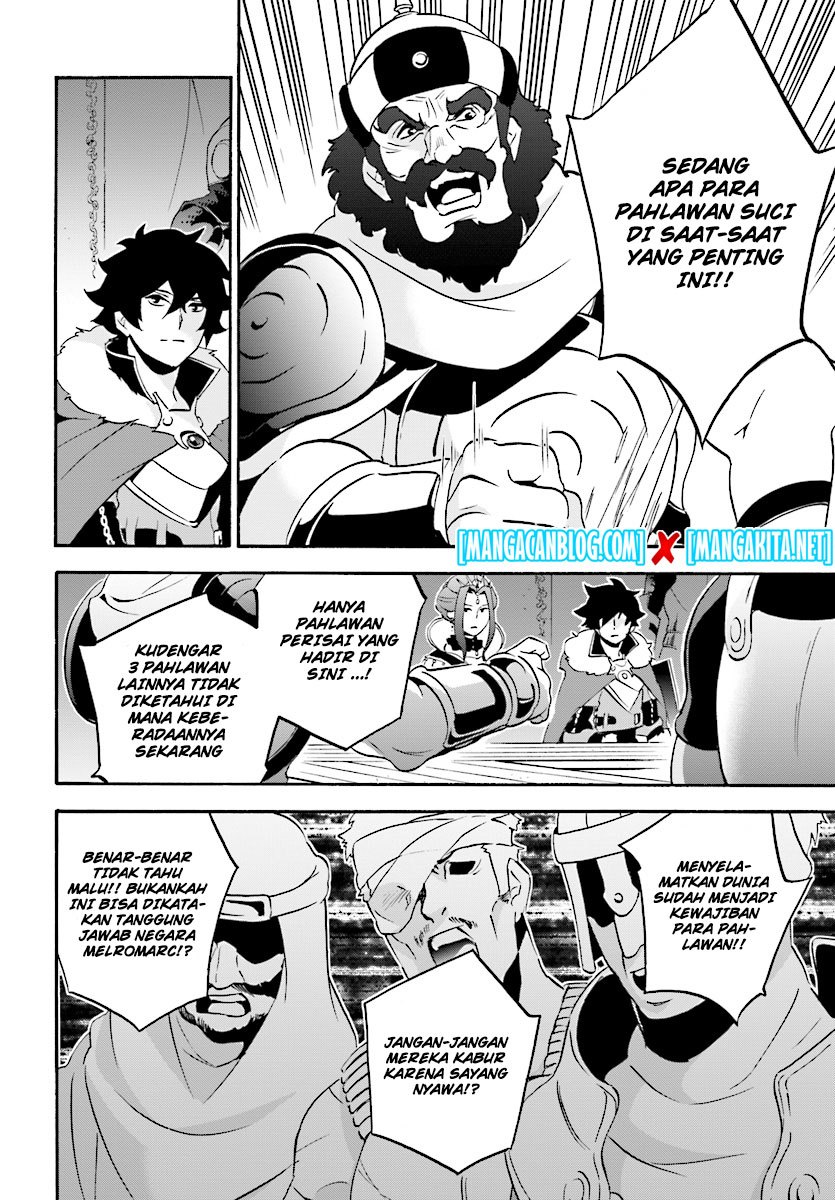 SEDANG
APA PARA
PAHLAWAN SUCI
DI SAAT-SAAT
YANG PENTING
INI!!
[MANGACANBLOG.COM] X [MANGAKITA.NET]
HANYA
PAHLAWAN
PERISAI YANG
HADIR DI
SINI ...!
KUDENGAR
3 PAHLAWAN
LAINNYA TIDAK
DIKETAHUI DI
MANA KEBE-
RADAANNYA
SEKARANG
MENYELA-
MATKAN DUNIA
SUDAH MENJADI
KEWAJIBAN
PARA PAH-
LAWAN!!
JANGAN-JANGAN
MEREKA KABUR
KARENA SAYANG
NYAWA!?
BENAR-BENAR
TIDAK TAHU
MALU!! BUKANKAH
INI BISA DIKATA-
KAN TANGGUNG
JAWAB NEGARA
MELROMARC!?